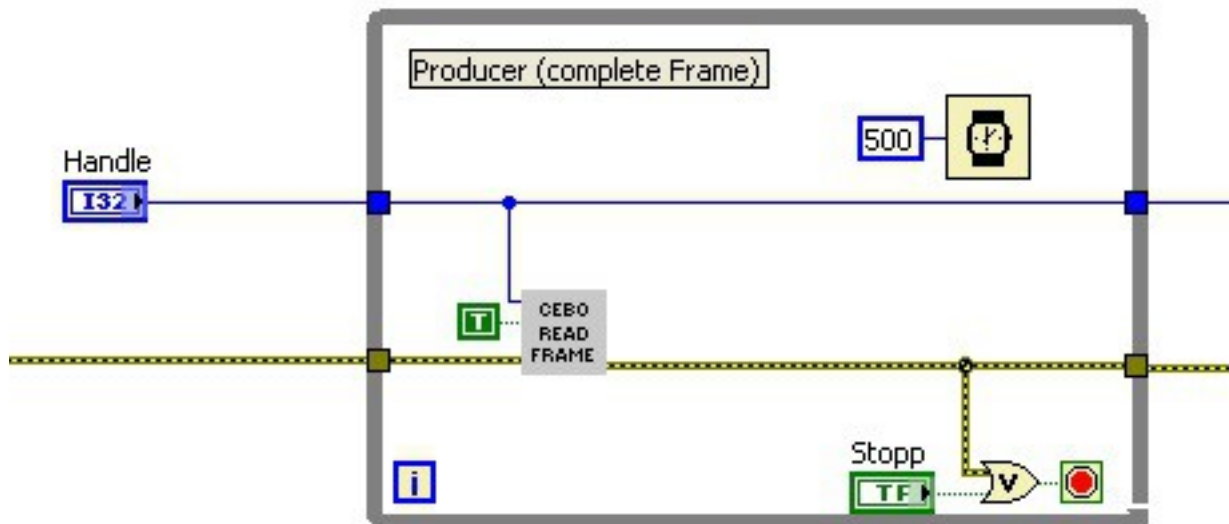 Producer (complete Frame)
500
Handle
I32
T
CEBO
READ
FRAME
Stopp
TF
V
i